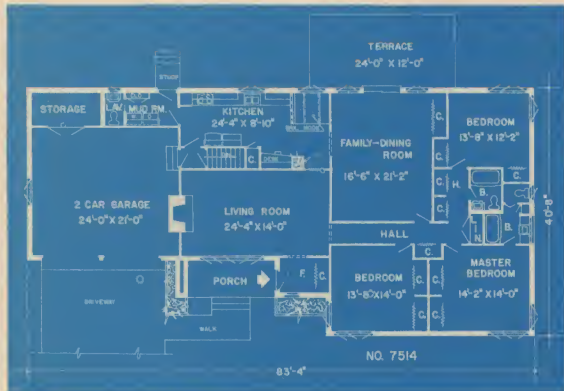 TERRACE
24'-0" X 12'-0"
STOOP
STORAGE
LAV.
MUD RM.
KITCHEN
24'-4" X 8'-10"
C.
BEDROOM
13'-8" X 12'-2"
FAMILY-DINING
ROOM
16'-6" X 21'-2"
C.
C.
C.
C.
C.
DESK
H.
B.
2 CAR GARAGE
24'-0" X 21'-0"
LIVING ROOM
24'-4" X 14'-0"
B.
40'-8"
HALL
C.
PORCH
F.
C.
BEDROOM
13'-8" X 14'-0"
C.
C.
C.
C.
MASTER
BEDROOM
14'-2" X 14'-0"
DRIVEWAY
WALK
NO. 7514
83'-4"